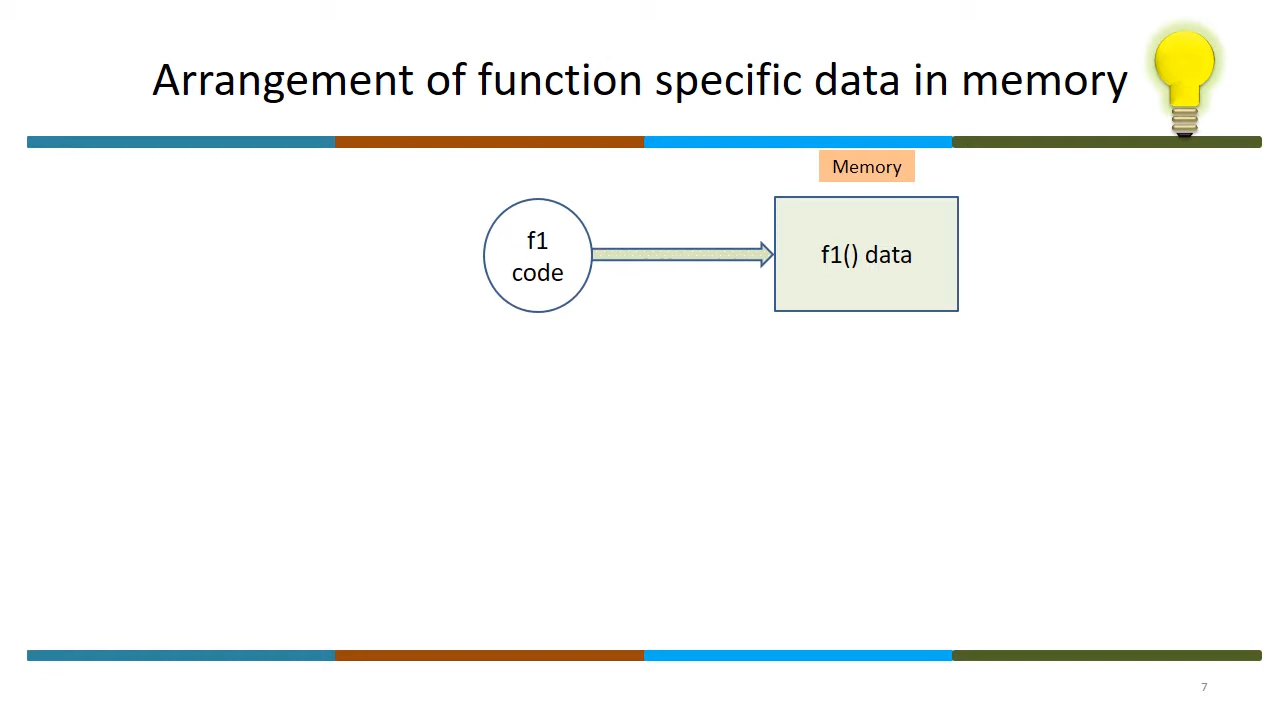 Arrangement of function specific data in memory
Memory
f1
code
f1() data
7